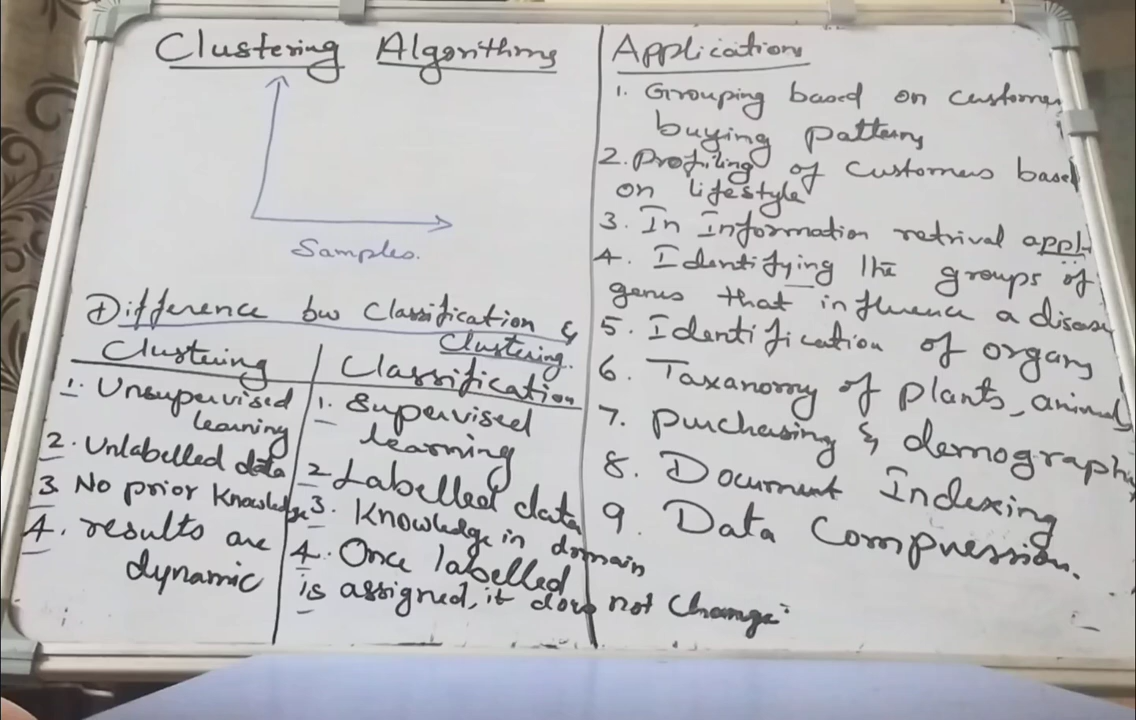 Clustering Algorithms
Samples.
Difference bw Classification &
Clustering.
Clustering
1. Unsupervised
learning
2. Unlabelled data
3 No prior Knowledge
4. results are
dynamic
Classification
1. Supervised
learning
2 Labelled data
3. Knowledge in domain
4. Once labelled
is assigned, it does not change.
Applications
1. Grouping based on customer
buying pattern
2. Profiling of customers based
on lifestyle
3. In Information retrival appl.
4. Identifying the groups of
genes that influence a disease
5. Identification of organs
6. Taxanomy of plants, animals
7. Purchasing & demography
8. Document Indexing
9. Data Compression.